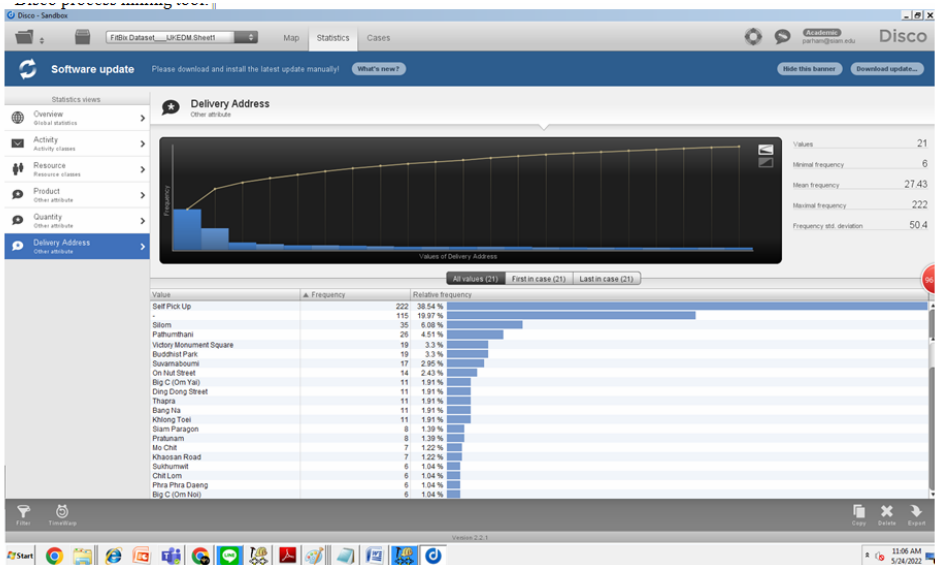 Disco process mining tool.
Disco - Sandbox
FitBix Dataset___UKEDM.Sheet1
Map Statistics Cases
Academic
parham@siam.edu
Disco
Software update Please download and install the latest update manually! What's new? Hide this banner Download update...
Statistics views
Overview
Global statistics
Activity
Activity classes
Resource
Resource classes
Product
Other attribute
Quantity
Other attribute
Delivery Address
Other attribute
Delivery Address
Other attribute
Frequency
Values of Delivery Address
Values 21
Minimal frequency 6
Mean frequency 27.43
Maximal frequency 222
Frequency std. deviation 50.4
96
All values (21) First in case (21) Last in case (21)
Value Frequency Relative frequency
Self Pick Up 222 38.54 %
- 115 19.97 %
Silom 35 6.08 %
Pathumthani 26 4.51 %
Victory Monument Square 19 3.3 %
Buddhist Park 19 3.3 %
Suvarnaboumi 17 2.95 %
On Nut Street 14 2.43 %
Big C (Om Yai) 11 1.91 %
Ding Dong Street 11 1.91 %
Thapra 11 1.91 %
Bang Na 11 1.91 %
Khlong Toei 11 1.91 %
Siam Paragon 8 1.39 %
Pratunam 8 1.39 %
Mo Chit 7 1.22 %
Khaosan Road 7 1.22 %
Sukhumwit 6 1.04 %
Chit Lom 6 1.04 %
Phra Phra Daeng 6 1.04 %
Big C (Om Noi) 6 1.04 %
Filter TimeWarp Copy Delete Export
Version 2.2.1
Start
11:06 AM
5/24/2022